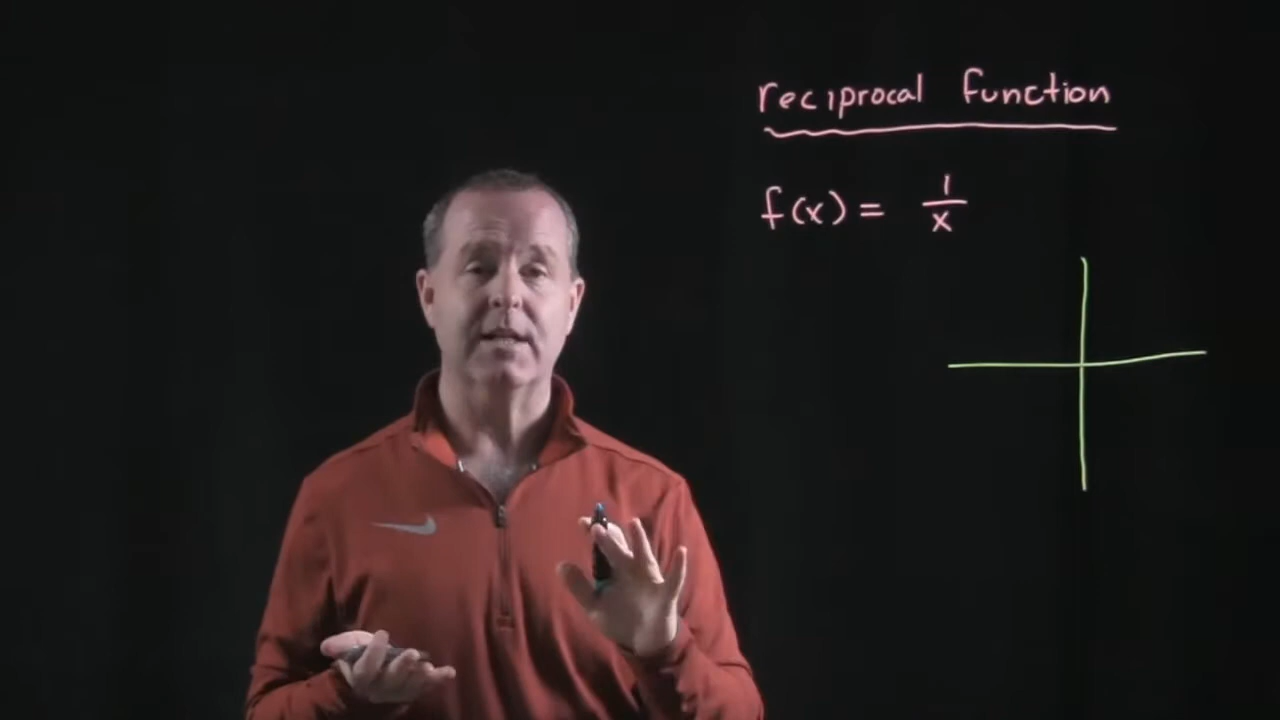 reciprocal function
f(x) = 1/x